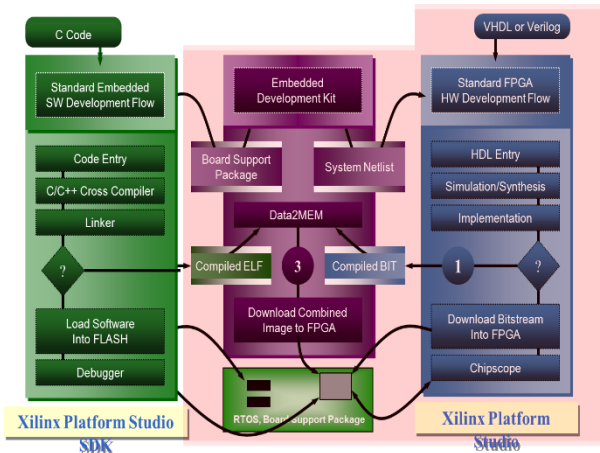 C Code
VHDL or Verilog
Standard Embedded
SW Development Flow
Embedded
Development Kit
Standard FPGA
HW Development Flow
Code Entry
C/C++ Cross Compiler
Linker
?
Load Software
Into FLASH
Debugger
Board Support
Package
System Netlist
Data2MEM
Compiled ELF
3
Compiled BIT
Download Combined
Image to FPGA
RTOS, Board Support Package
HDL Entry
Simulation/Synthesis
Implementation
1
?
Download Bitstream
Into FPGA
Chipscope
Xilinx Platform Studio
SDK
Xilinx Platform
Studio